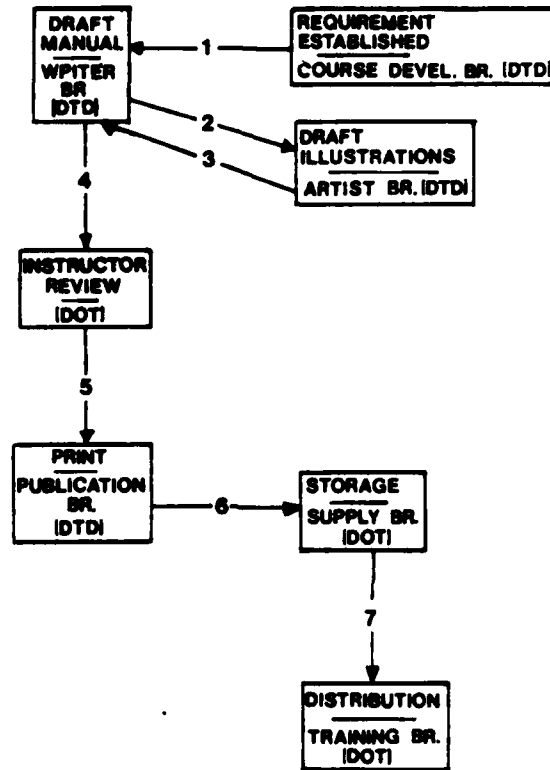 DRAFT
MANUAL
WPITER
BR
[DTD]
1
REQUIREMENT
ESTABLISHED
COURSE DEVEL. BR. [DTD]
2
3
DRAFT
ILLUSTRATIONS
ARTIST BR. [DTD]
4
INSTRUCTOR
REVIEW
[DOT]
5
PRINT
PUBLICATION
BR.
[DTD]
6
STORAGE
SUPPLY BR.
[DOT]
7
DISTRIBUTION
TRAINING BR.
[DOT]